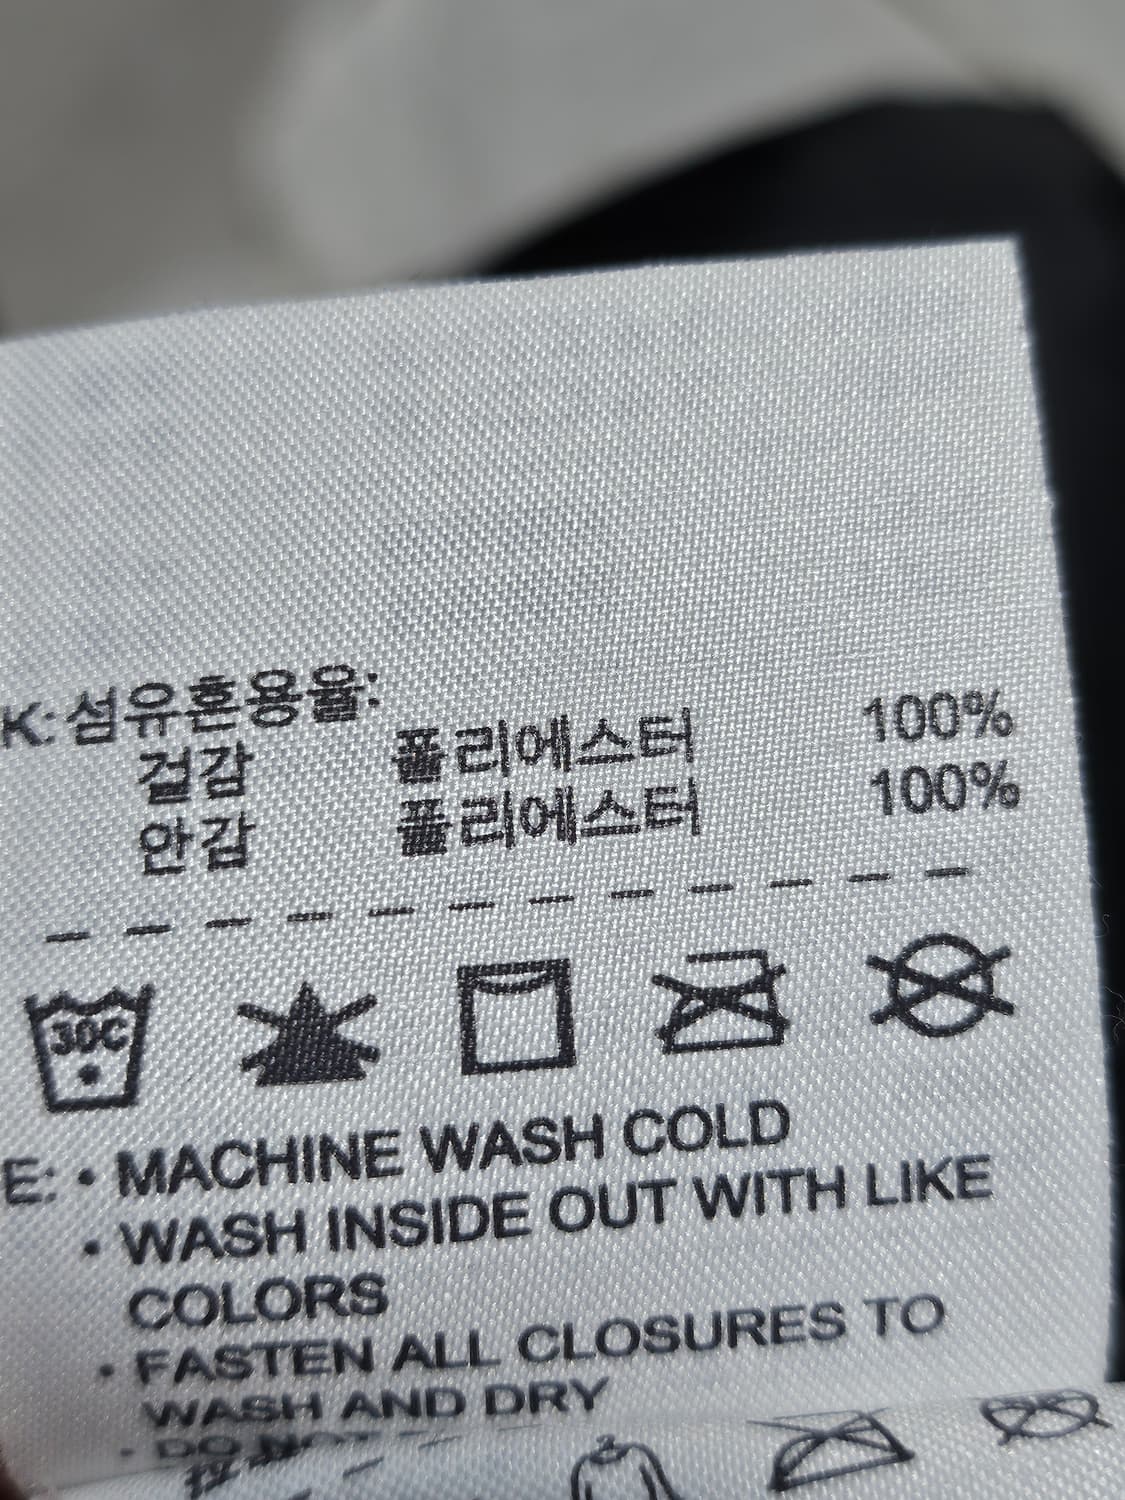 K: 섬유혼용율:
겉감 폴리에스터 100%
안감 폴리에스터 100%
30C
E: • MACHINE WASH COLD
• WASH INSIDE OUT WITH LIKE
COLORS
• FASTEN ALL CLOSURES TO
WASH AND DRY
• DO NOT